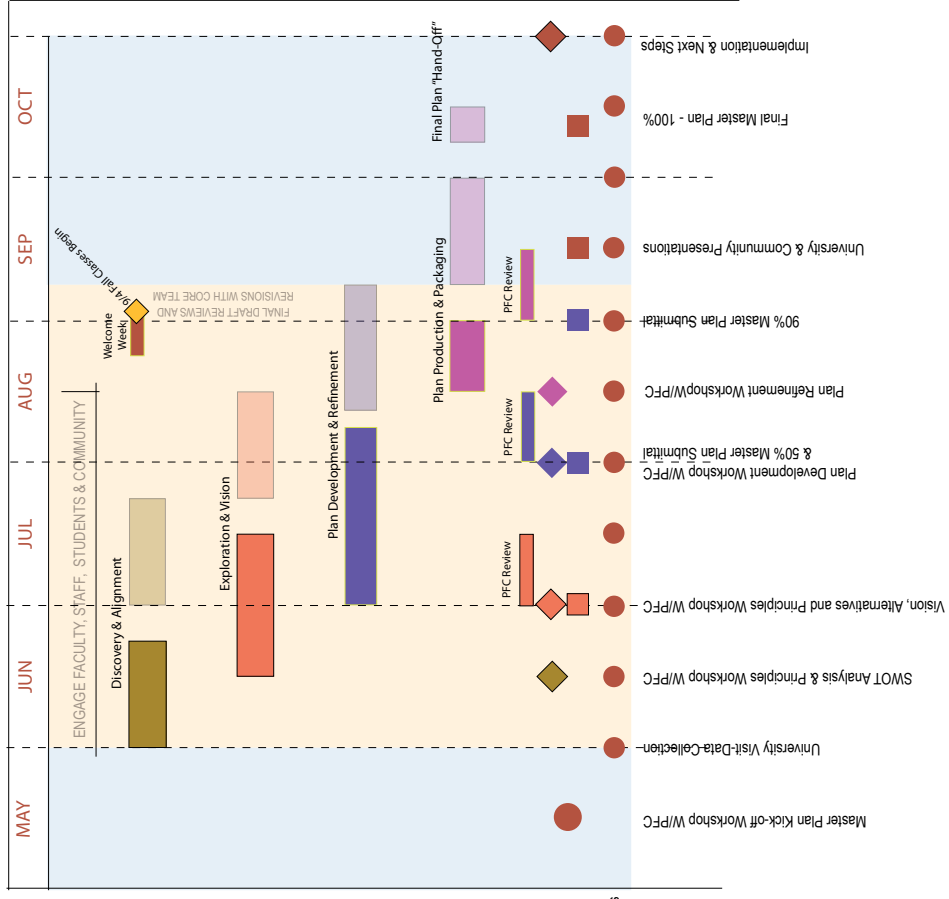 MAY
JUN
JUL
AUG
SEP
OCT
ENGAGE FACULTY, STAFF, STUDENTS & COMMUNITY
Discovery & Alignment
Welcome
Week
9/4 Fall Classes Begin
FINAL DRAFT REVIEWS AND
REVISIONS WITH CORE TEAM
Exploration & Vision
Plan Development & Refinement
Plan Production & Packaging
Final Plan "Hand-Off"
PFC Review
PFC Review
PFC Review
Master Plan Kick-off Workshop W/PFC
University Visit-Data-Collection
SWOT Analysis & Principles Workshop W/PFC
Vision, Alternatives and Principles Workshop W/PFC
Plan Development Workshop W/PFC
& 50% Master Plan Submittal
Plan Refinement WorkshopW/PFC
90% Master Plan Submittal
University & Community Presentations
Final Master Plan - 100%
Implementation & Next Steps